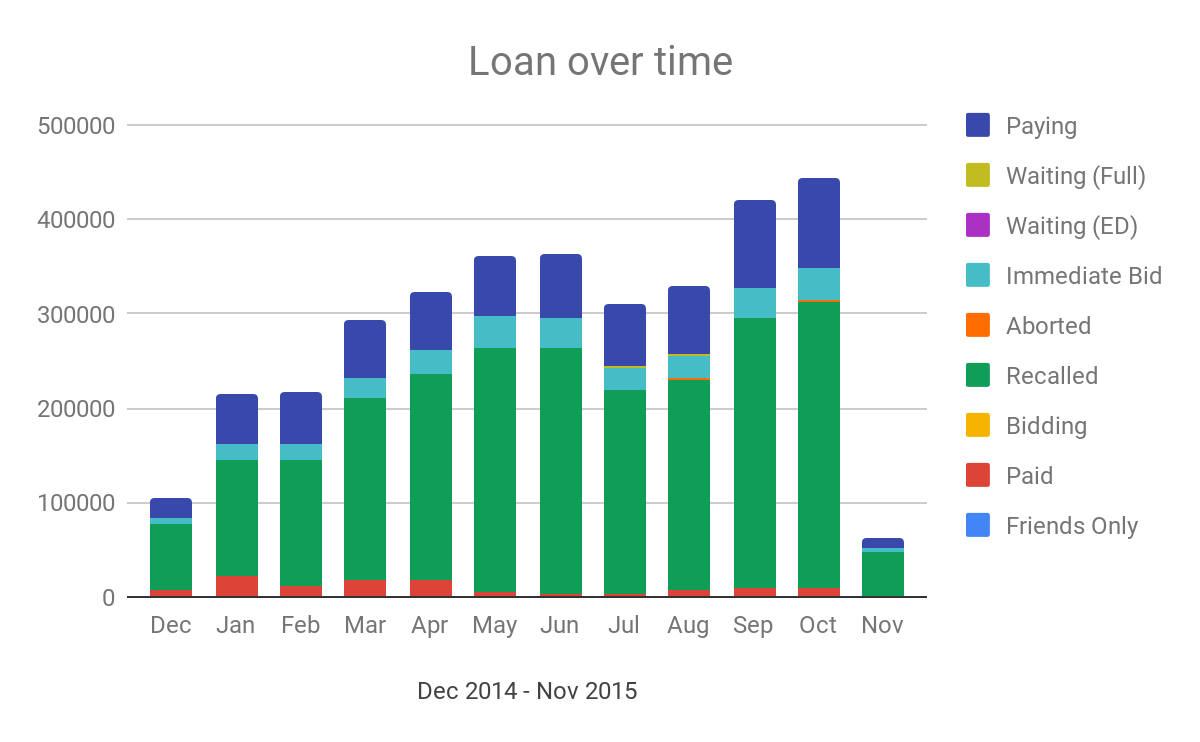 Loan over time
500000
400000
300000
200000
100000
0
Dec Jan Feb Mar Apr May Jun Jul Aug Sep Oct Nov
Dec 2014 - Nov 2015
Paying
Waiting (Full)
Waiting (ED)
Immediate Bid
Aborted
Recalled
Bidding
Paid
Friends Only